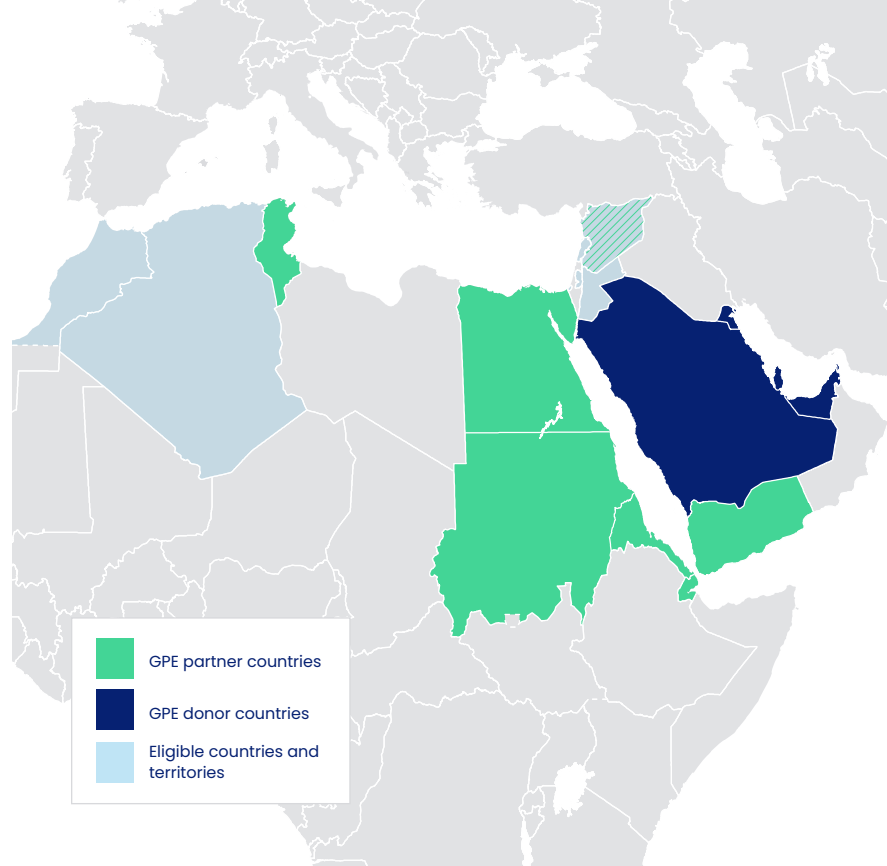 GPE partner countries
GPE donor countries
Eligible countries and
territories